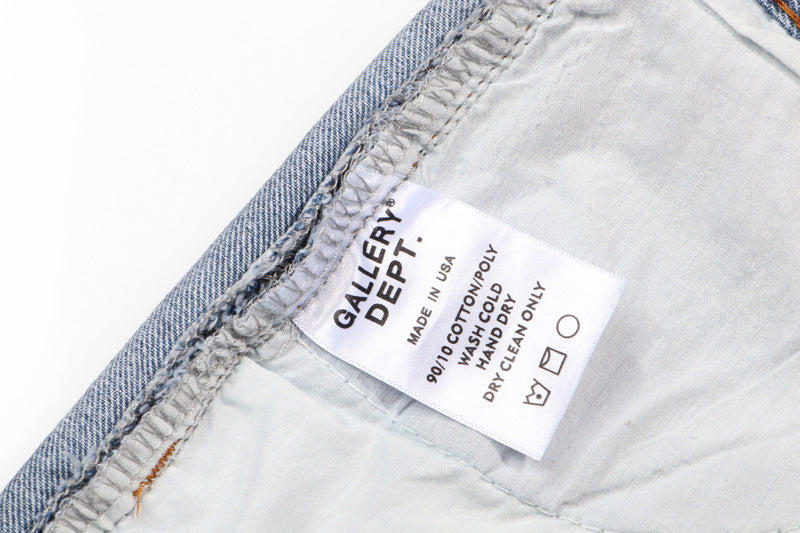 GALLERY®
DEPT.
MADE IN USA
90/10 COTTON/POLY
WASH COLD
HAND DRY
DRY CLEAN ONLY